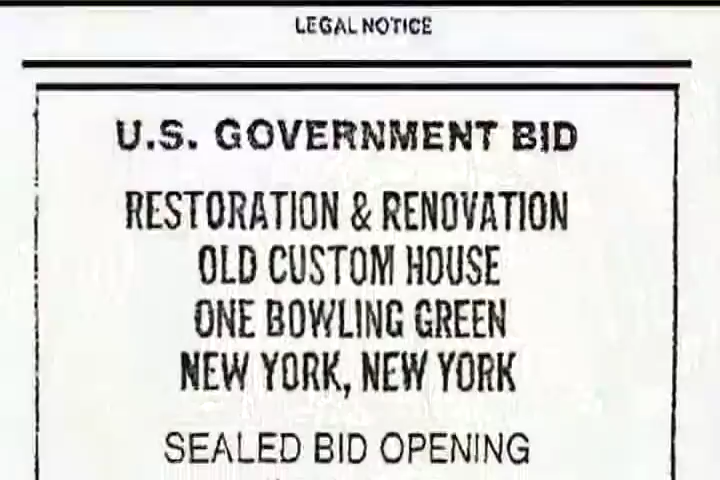 LEGAL NOTICE
U.S. GOVERNMENT BID
RESTORATION & RENOVATION
OLD CUSTOM HOUSE
ONE BOWLING GREEN
NEW YORK, NEW YORK
SEALED BID OPENING